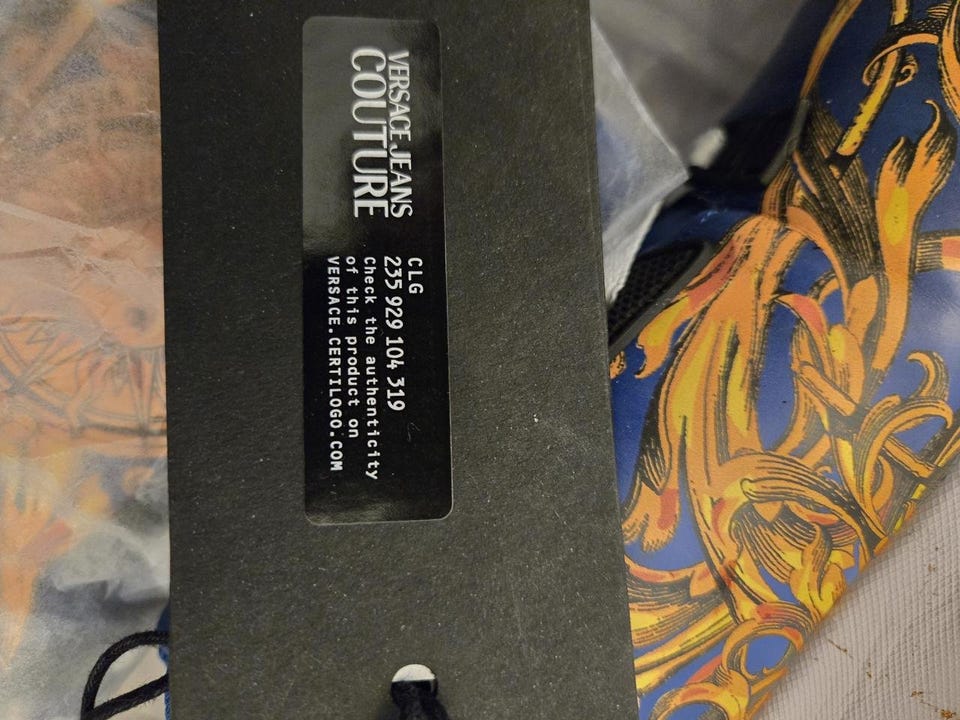 VERSACE JEANS
COUTURE
CLG
235 929 104 319
Check the authenticity
of this product on
VERSACE.CERTILOGO.COM